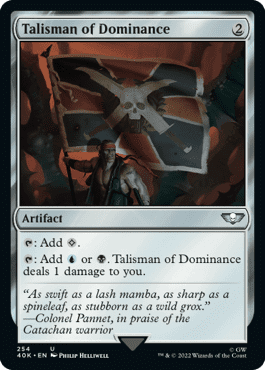 Talisman of Dominance 2
Artifact
: Add .
: Add or . Talisman of Dominance
deals 1 damage to you.
“As swift as a lash mamba, as sharp as a
spineleaf, as stubborn as a wild grox.”
—Colonel Pannet, in praise of the
Catachan warrior
254 U
40K • EN PHILIP HELLIWELL
© GW
™ & © 2022 Wizards of the Coast